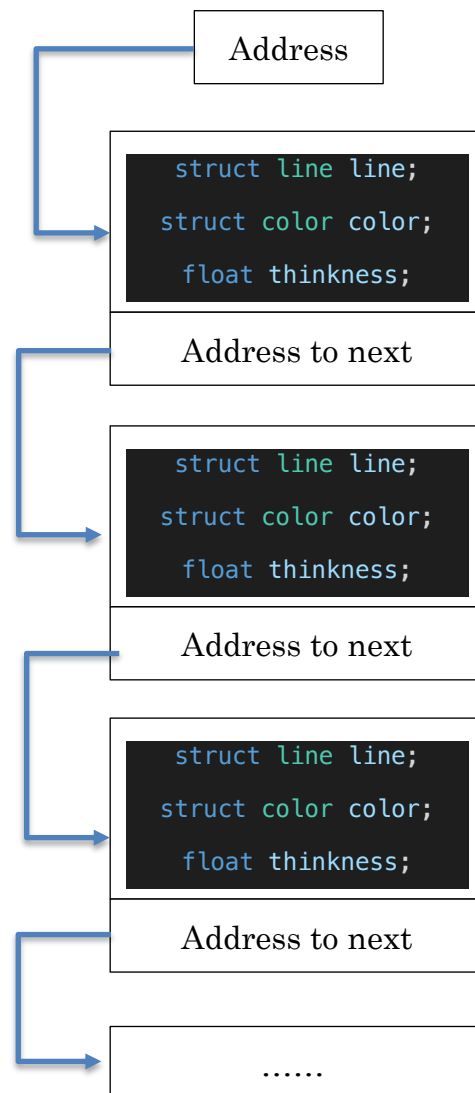 Address
struct line line;
struct color color;
float thinkness;
Address to next
struct line line;
struct color color;
float thinkness;
Address to next
struct line line;
struct color color;
float thinkness;
Address to next
......